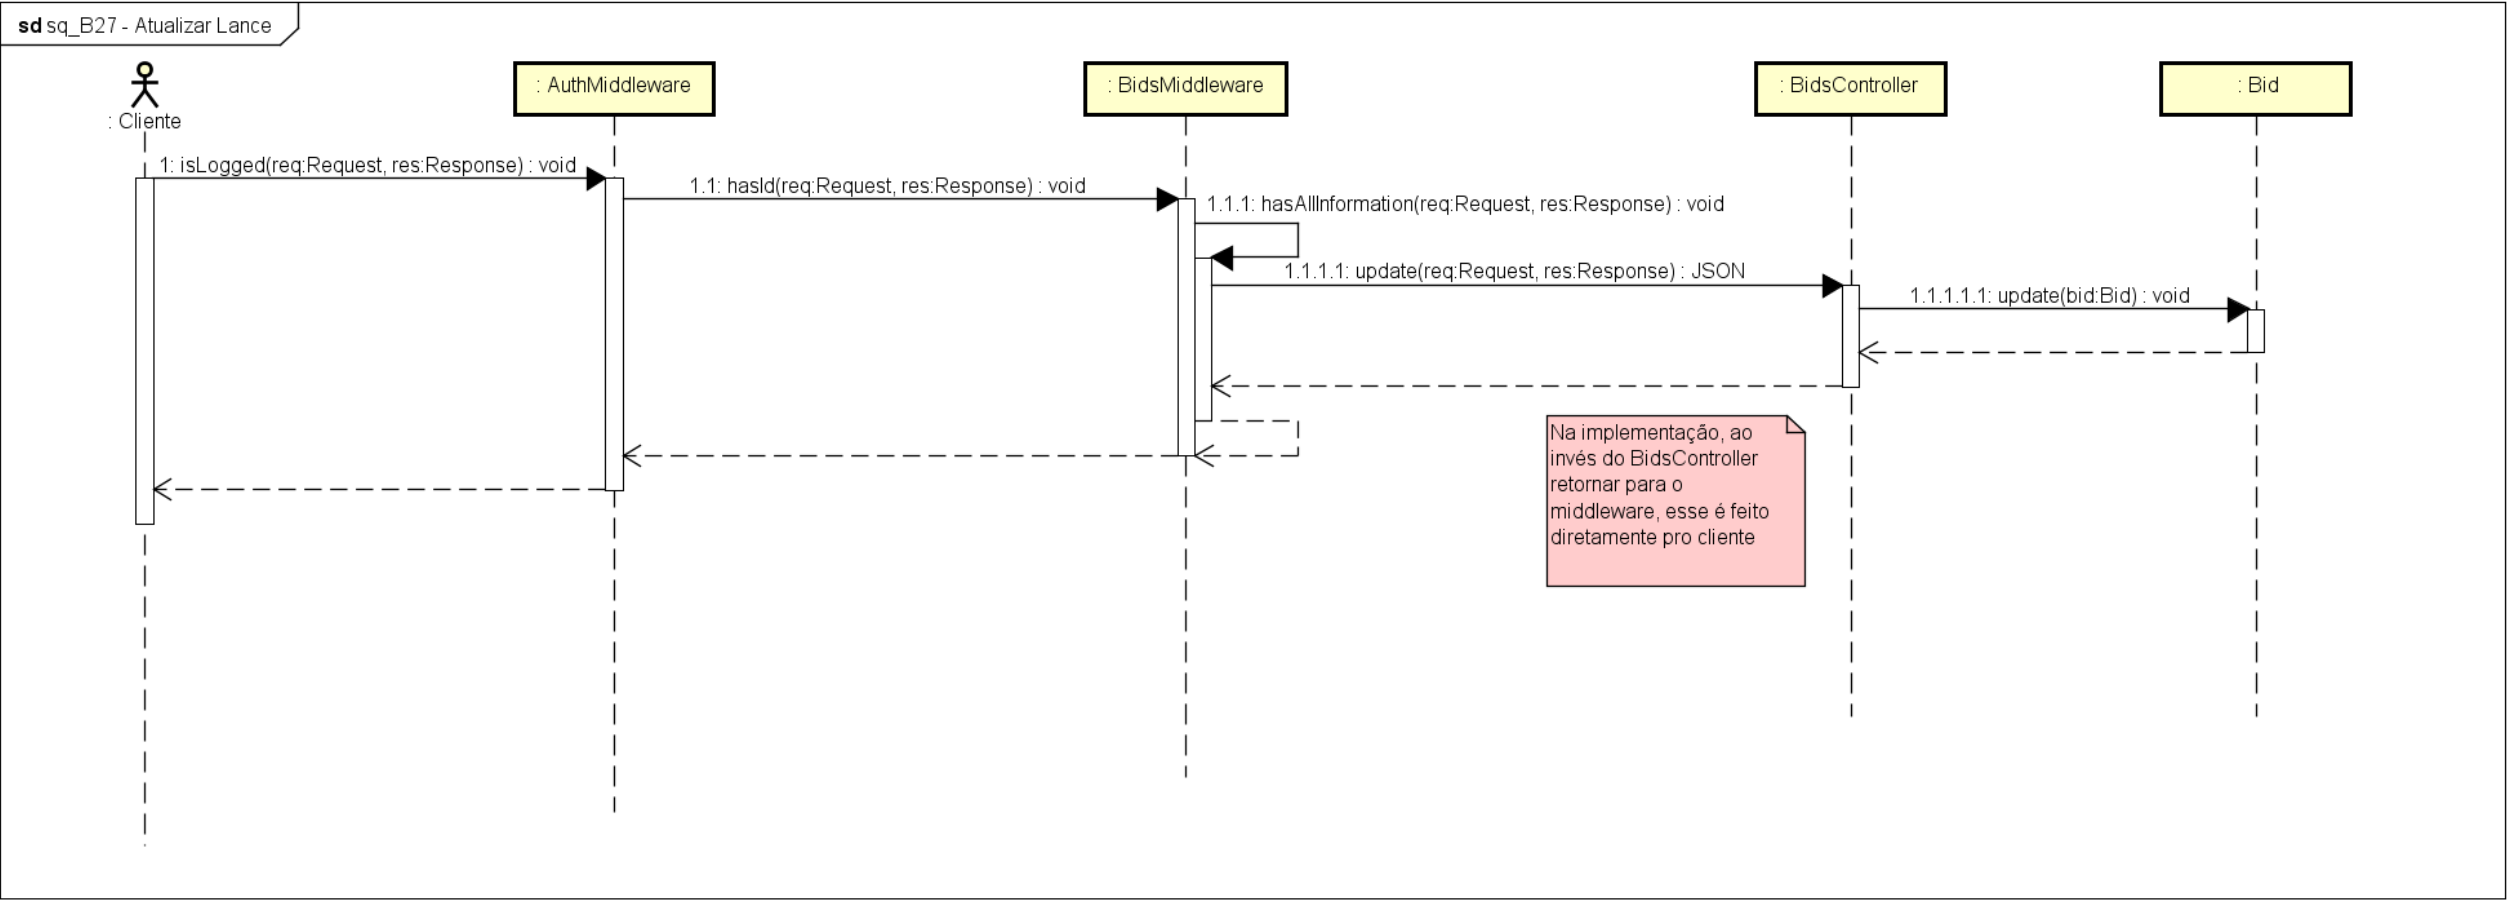 sd sq_B27 - Atualizar Lance
: Cliente
: AuthMiddleware
: BidsMiddleware
: BidsController
: Bid
1: isLogged(req:Request, res:Response) : void
1.1: hasId(req:Request, res:Response) : void
1.1.1: hasAllInformation(req:Request, res:Response) : void
1.1.1.1: update(req:Request, res:Response) : JSON
1.1.1.1.1: update(bid:Bid) : void
Na implementação, ao
invés do BidsController
retornar para o
middleware, esse é feito
diretamente pro cliente